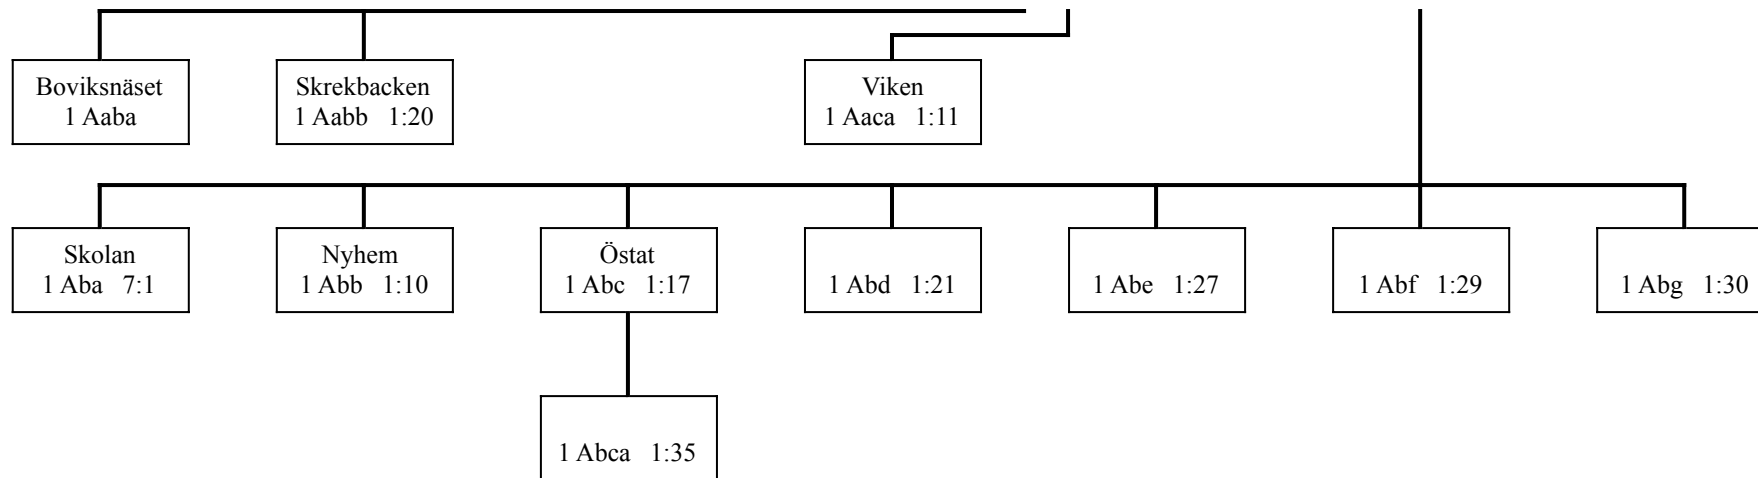 Boviksnäset
1 Aaba
Skrekbacken
1 Aabb 1:20
Viken
1 Aaca 1:11
Skolan
1 Aba 7:1
Nyhem
1 Abb 1:10
Östat
1 Abc 1:17
1 Abd 1:21
1 Abe 1:27
1 Abf 1:29
1 Abg 1:30
1 Abca 1:35